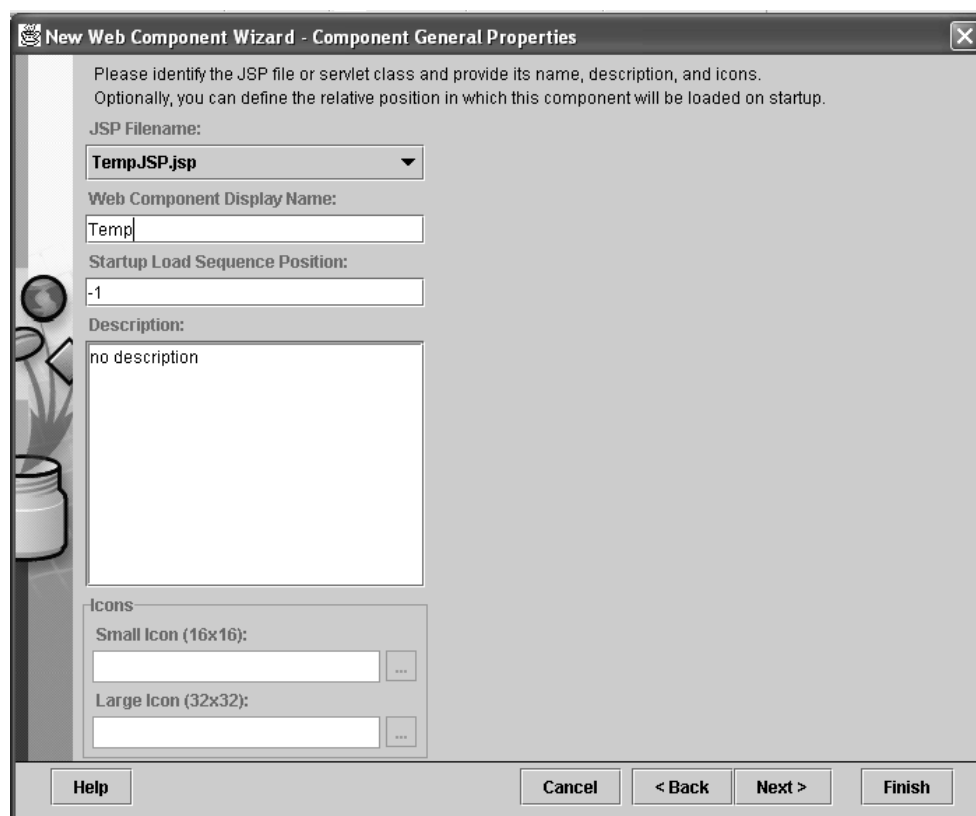 New Web Component Wizard - Component General Properties
Please identify the JSP file or servlet class and provide its name, description, and icons.
Optionally, you can define the relative position in which this component will be loaded on startup.
JSP Filename:
TempJSP.jsp
Web Component Display Name:
Temp
Startup Load Sequence Position:
-1
Description:
no description
Icons
Small Icon (16x16):
...
Large Icon (32x32):
...
Help Cancel < Back Next > Finish